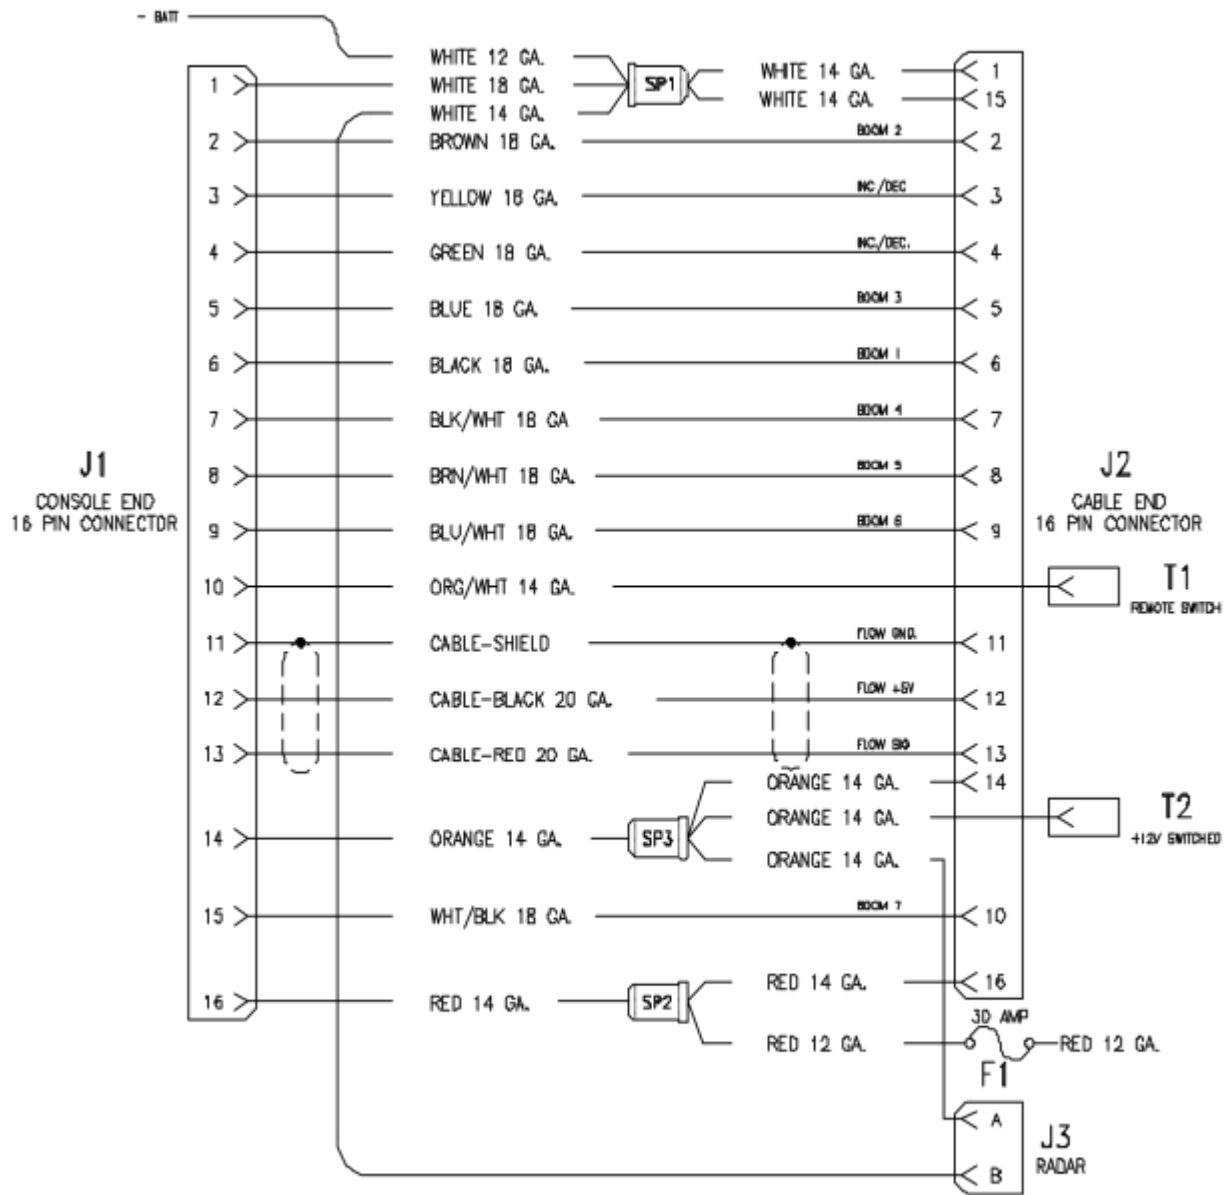 - BATT
WHITE 12 GA.
1 WHITE 18 GA. SP1 WHITE 14 GA. 1
WHITE 14 GA. WHITE 14 GA. 15
2 BROWN 18 GA. BOOM 2 2
3 YELLOW 18 GA. INC./DEC 3
4 GREEN 18 GA. INC./DEC. 4
5 BLUE 18 GA. BOOM 3 5
6 BLACK 18 GA. BOOM 1 6
7 BLK/WHT 18 GA BOOM 4 7
8 BRN/WHT 18 GA. BOOM 5 8
J1
CONSOLE END
16 PIN CONNECTOR
J2
CABLE END
16 PIN CONNECTOR
9 BLU/WHT 18 GA. BOOM 6 9
10 ORG/WHT 14 GA. T1
REMOTE SWITCH
11 CABLE-SHIELD FLOW GND. 11
12 CABLE-BLACK 20 GA. FLOW +5V 12
13 CABLE-RED 20 GA. FLOW SIG 13
ORANGE 14 GA. 14
ORANGE 14 GA. T2
+12V SWITCHED
14 ORANGE 14 GA. SP3
ORANGE 14 GA.
15 WHT/BLK 18 GA. BOOM 7 10
RED 14 GA. 16
16 RED 14 GA. SP2
30 AMP
RED 12 GA. RED 12 GA.
F1
A
J3
RADAR
B